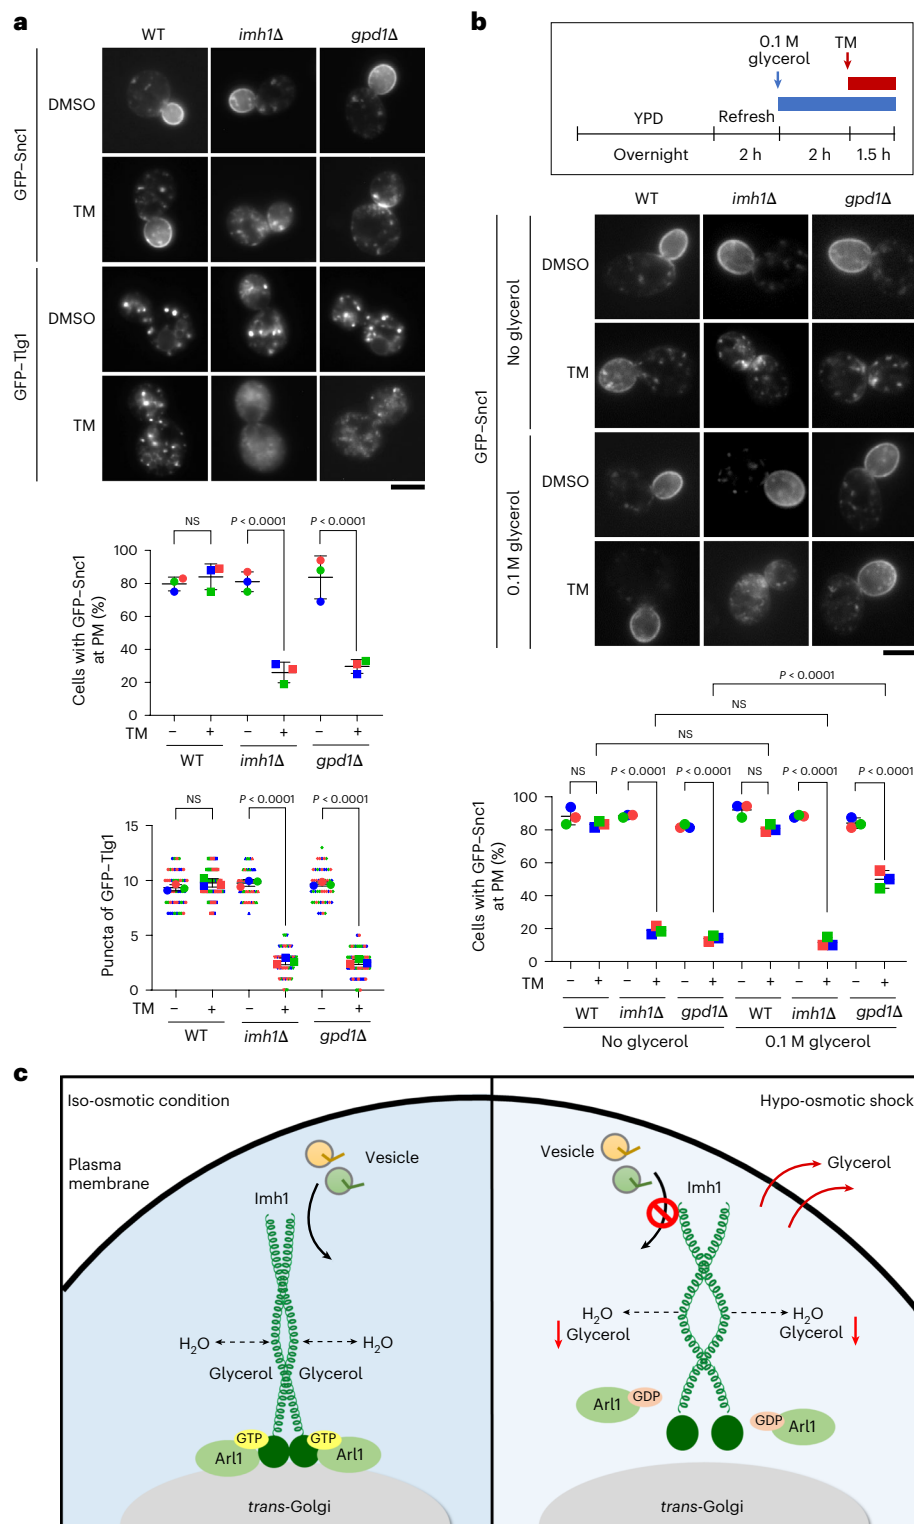 a
WT imh1Δ gpd1Δ
GFP–Snc1
DMSO
TM
GFP–Tlg1
DMSO
TM
NS P < 0.0001 P < 0.0001
Cells with GFP–Snc1
at PM (%)
100
80
60
40
20
0
TM − + − + − +
WT imh1Δ gpd1Δ
NS P < 0.0001 P < 0.0001
Puncta of GFP–Tlg1
15
10
5
0
TM − + − + − +
WT imh1Δ gpd1Δ
b
0.1 M
glycerol
TM
YPD Refresh
Overnight 2 h 2 h 1.5 h
WT imh1Δ gpd1Δ
GFP–Snc1
No glycerol
DMSO
TM
0.1 M glycerol
DMSO
TM
P < 0.0001
NS
NS
NS P < 0.0001 P < 0.0001 NS P < 0.0001 P < 0.0001
Cells with GFP–Snc1
at PM (%)
100
80
60
40
20
0
TM − + − + − + − + − + − +
WT imh1Δ gpd1Δ WT imh1Δ gpd1Δ
No glycerol 0.1 M glycerol
c
Iso-osmotic condition
Plasma
membrane
Vesicle
Imh1
H2O H2O
Glycerol Glycerol
GTP GTP
Arl1 Arl1
trans-Golgi
Hypo-osmotic shock
Vesicle
Imh1
Glycerol
H2O H2O
Glycerol Glycerol
GDP GDP
Arl1 Arl1
trans-Golgi